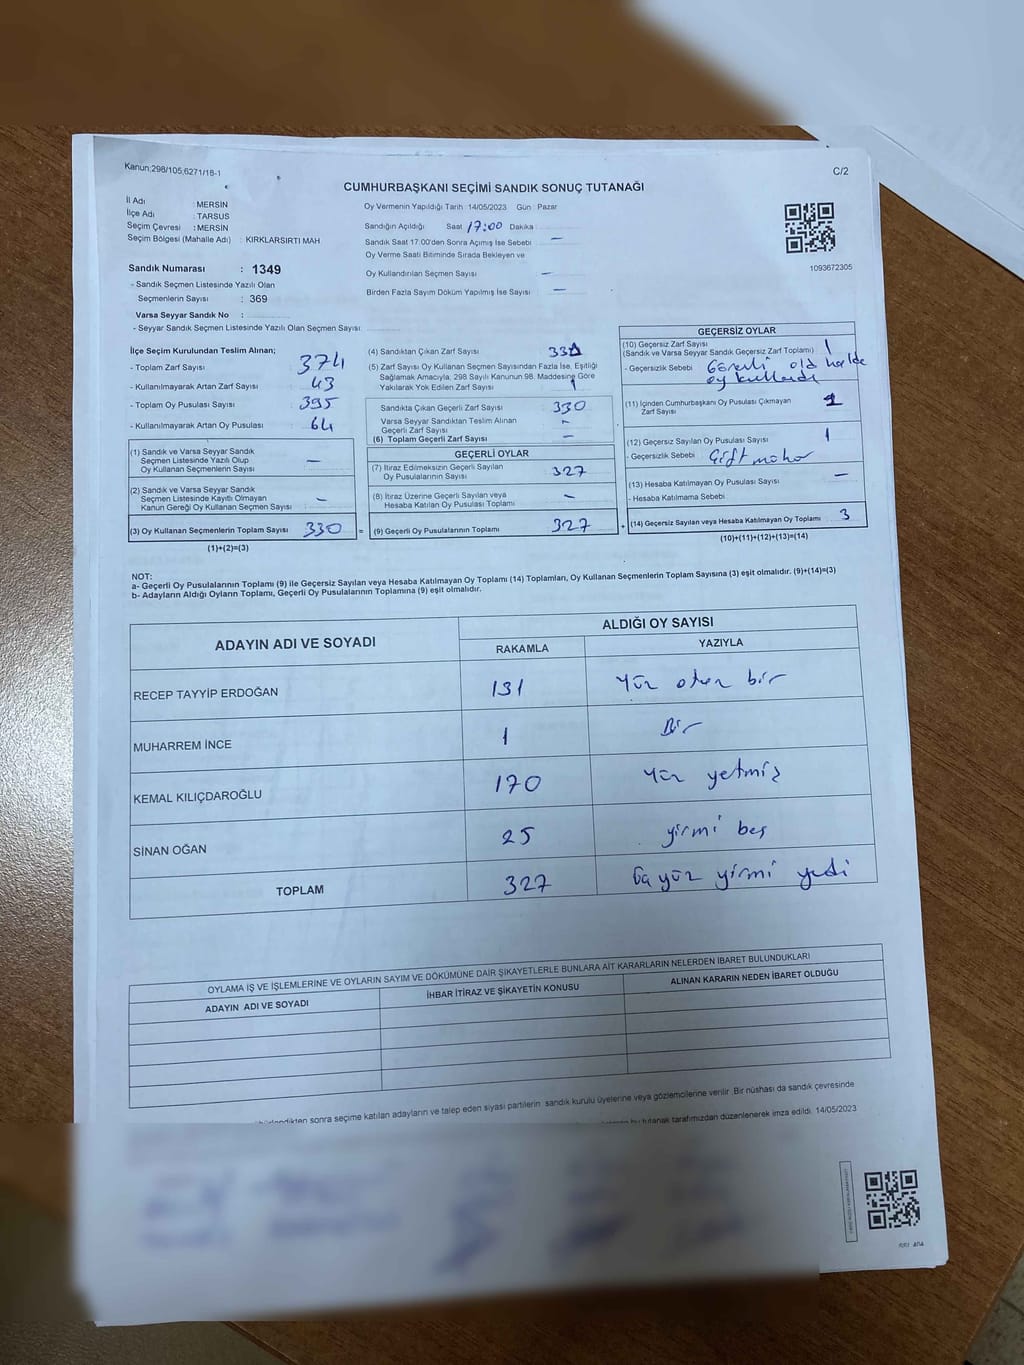 Kanun;298/105,6271/18-1
C/2
CUMHURBAŞKANI SEÇİMİ SANDIK SONUÇ TUTANAĞI
İl Adı : MERSİN
İlçe Adı : TARSUS
Seçim Çevresi : MERSİN
Seçim Bölgesi (Mahalle Adı) : KIRKLARSIRTI MAH
Sandık Numarası : 1349
- Sandık Seçmen Listesinde Yazılı Olan
Seçmenlerin Sayısı : 369
Varsa Seyyar Sandık No :
- Seyyar Sandık Seçmen Listesinde Yazılı Olan Seçmen Sayısı:
Oy Vermenin Yapıldığı Tarih :14/05/2023 Gün : Pazar
Sandığın Açıldığı Saat 17:00 Dakika :
Sandık Saat 17:00'den Sonra Açımış İse Sebebi : —
Oy Verme Saati Bitiminde Sırada Bekleyen ve
Oy Kullandırılan Seçmen Sayısı : —
Birden Fazla Sayım Döküm Yapılmış İse Sayısı : —
1093672305
İlçe Seçim Kurulundan Teslim Alınan;
- Toplam Zarf Sayısı : 374
- Kullanılmayarak Artan Zarf Sayısı : 43
- Toplam Oy Pusulası Sayısı : 395
- Kullanılmayarak Artan Oy Pusulası : 64
(1) Sandık ve Varsa Seyyar Sandık
Seçmen Listesinde Yazılı Olup
Oy Kullanan Seçmenlerin Sayısı : —
(2) Sandık ve Varsa Seyyar Sandık
Seçmen Listesinde Kayıtlı Olmayan
Kanun Gereği Oy Kullanan Seçmen Sayısı : —
(3) Oy Kullanan Seçmenlerin Toplam Sayısı : 330 =
(1)+(2)=(3)
(4) Sandıktan Çıkan Zarf Sayısı :
(5) Zarf Sayısı Oy Kullanan Seçmen Sayısından Fazla İse, Eşitliği
Sağlamak Amacıyla, 298 Sayılı Kanunun 98. Maddesine Göre
Yakılarak Yok Edilen Zarf Sayısı : 1
Sandıkta Çıkan Geçerli Zarf Sayısı : 330
Varsa Seyyar Sandıktan Teslim Alınan
Geçerli Zarf Sayısı : -
(6) Toplam Geçerli Zarf Sayısı : —
GEÇERLİ OYLAR
(7) İtiraz Edilmeksizin Geçerli Sayılan
Oy Pusulalarının Sayısı : 327
(8) İtiraz Üzerine Geçerli Sayılan veya
Hesaba Katılan Oy Pusulası Toplamı : —
(9) Geçerli Oy Pusulalarının Toplamı : 327 +
GEÇERSİZ OYLAR
(10) Geçersiz Zarf Sayısı
(Sandık ve Varsa Seyyar Sandık Geçersiz Zarf Toplamı) : 1
- Geçersizlik Sebebi : Görevli old halde
oy kullandı
(11) İçinden Cumhurbaşkanı Oy Pusulası Çıkmayan
Zarf Sayısı :
(12) Geçersiz Sayılan Oy Pusulası Sayısı : 1
- Geçersizlik Sebebi : Çift mühür
(13) Hesaba Katılmayan Oy Pusulası Sayısı : —
- Hesaba Katılmama Sebebi
(14) Geçersiz Sayılan veya Hesaba Katılmayan Oy Toplamı : 3
(10)+(11)+(12)+(13)=(14)
NOT:
a- Geçerli Oy Pusulalarının Toplamı (9) ile Geçersiz Sayılan veya Hesaba Katılmayan Oy Toplamı (14) Toplamları, Oy Kullanan Seçmenlerin Toplam Sayısına (3) eşit olmalıdır. (9)+(14)=(3)
b- Adayların Aldığı Oyların Toplamı, Geçerli Oy Pusulalarının Toplamına (9) eşit olmalıdır.
ADAYIN ADI VE SOYADI
ALDIĞI OY SAYISI
RAKAMLA YAZIYLA
RECEP TAYYİP ERDOĞAN 131 Yüz otuz bir
MUHARREM İNCE 1 Bir
KEMAL KILIÇDAROĞLU 170 Yüz yetmiş
SİNAN OĞAN 25 yirmi beş
TOPLAM 327 üç yüz yirmi yedi
OYLAMA İŞ VE İŞLEMLERİNE VE OYLARIN SAYIM VE DÖKÜMÜNE DAİR ŞİKAYETLERLE BUNLARA AİT KARARLARIN NELERDEN İBARET BULUNDUKLARI
ADAYIN ADI VE SOYADI İHBAR İTİRAZ VE ŞİKAYETİN KONUSU ALINAN KARARIN NEDEN İBARET OLDUĞU
sonra seçime katılan adayların ve talep eden siyasi partilerin sandık kurulu üyelerine veya gözlemcilerine verilir. Bir nüshası da sandık çevresinde
bu tutanak tarafımızdan düzenlenerek imza edildi. 14/05/2023